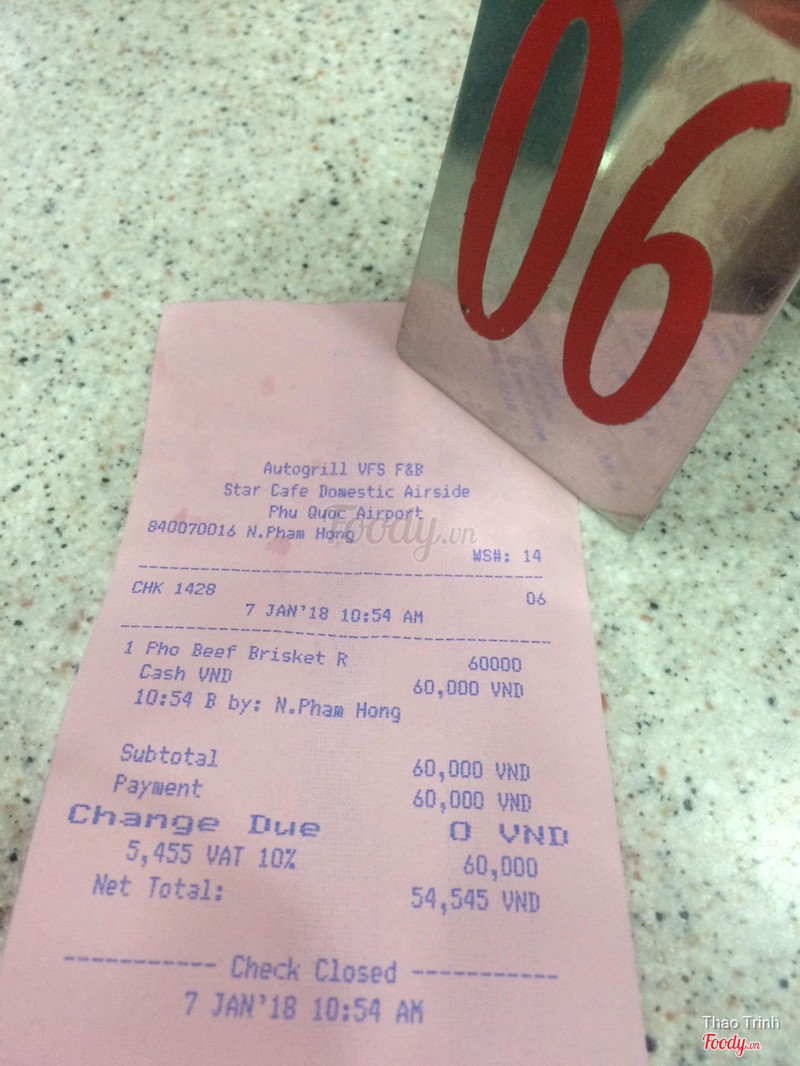 06
Autogrill VFS F&B
Star Cafe Domestic Airside
Phu Quoc Airport
840070016 N.Pham Hong
Foody.vn
WS#: 14
CHK 1428 06
7 JAN'18 10:54 AM
1 Pho Beef Brisket R 60000
Cash VND 60,000 VND
10:54 B by: N.Pham Hong
Subtotal 60,000 VND
Payment 60,000 VND
Change Due 0 VND
5,455 VAT 10% 60,000
Net Total: 54,545 VND
----------- Check Closed -----------
7 JAN'18 10:54 AM
Thao Trinh
Foody.vn